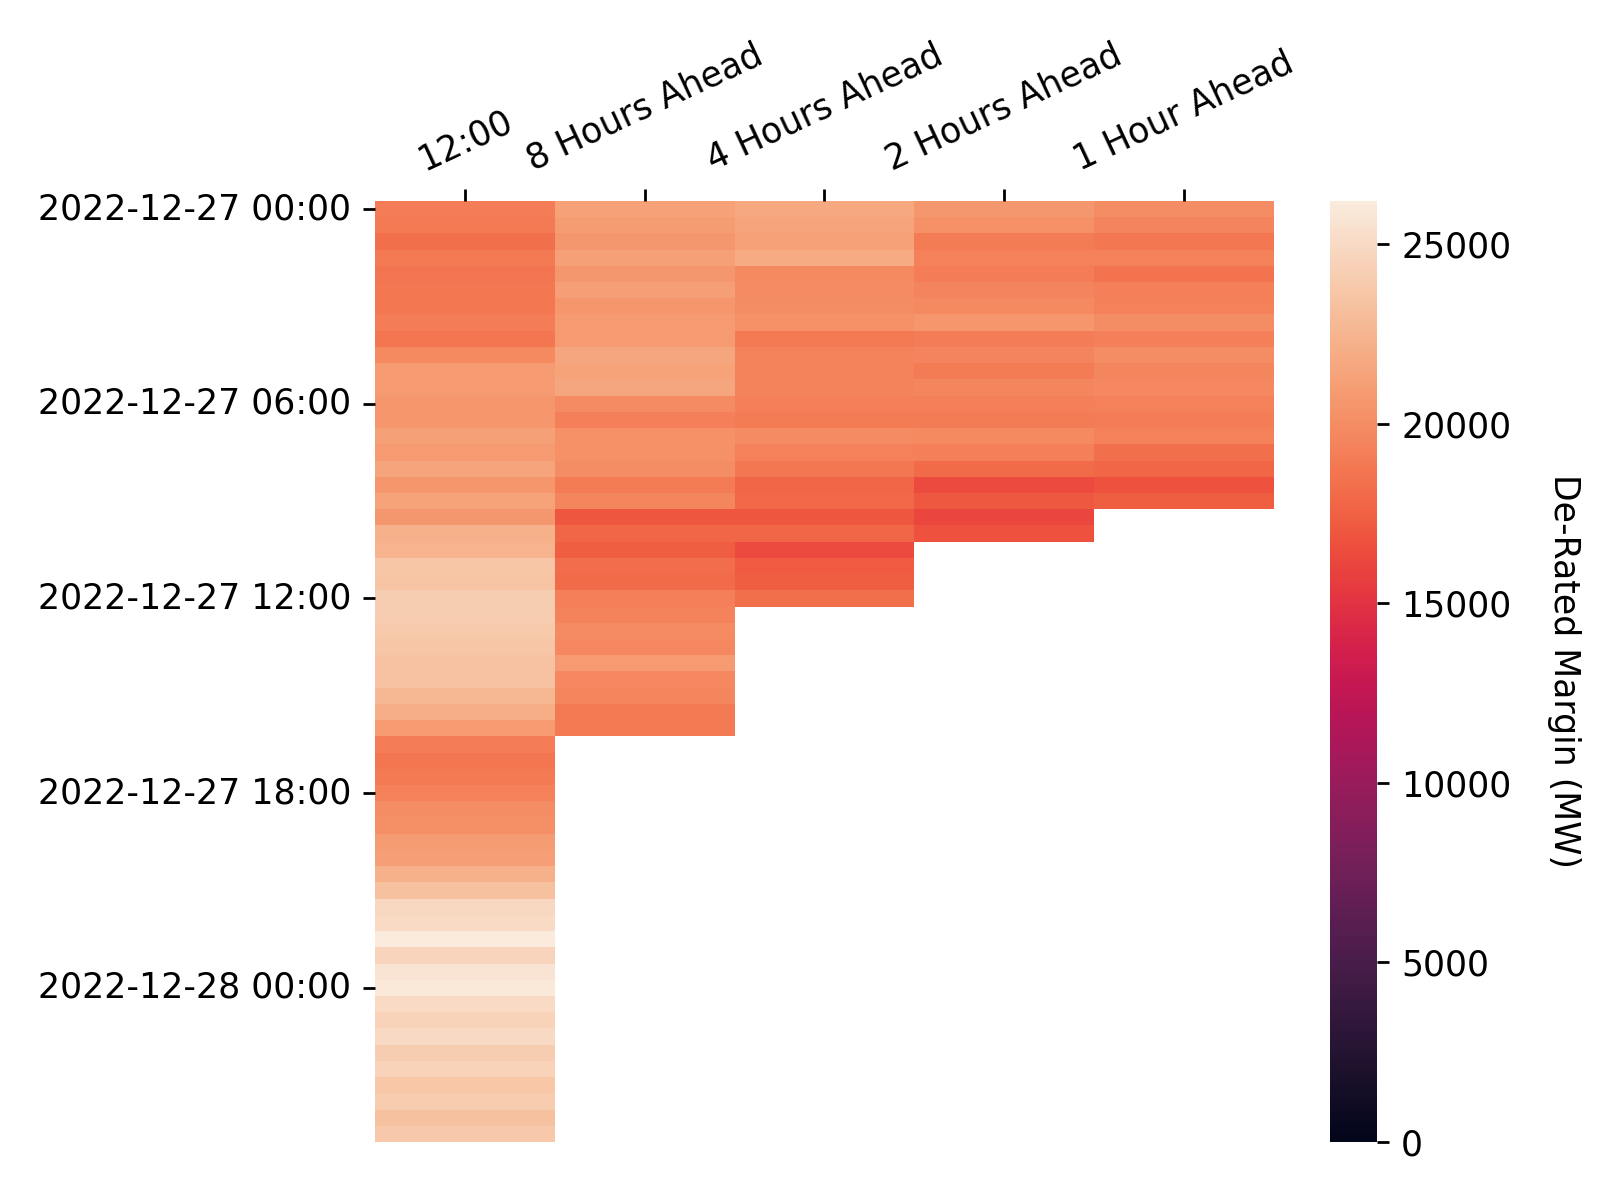 12:00
8 Hours Ahead
4 Hours Ahead
2 Hours Ahead
1 Hour Ahead
2022-12-27 00:00
2022-12-27 06:00
2022-12-27 12:00
2022-12-27 18:00
2022-12-28 00:00
25000
20000
15000
10000
5000
0
De-Rated Margin (MW)